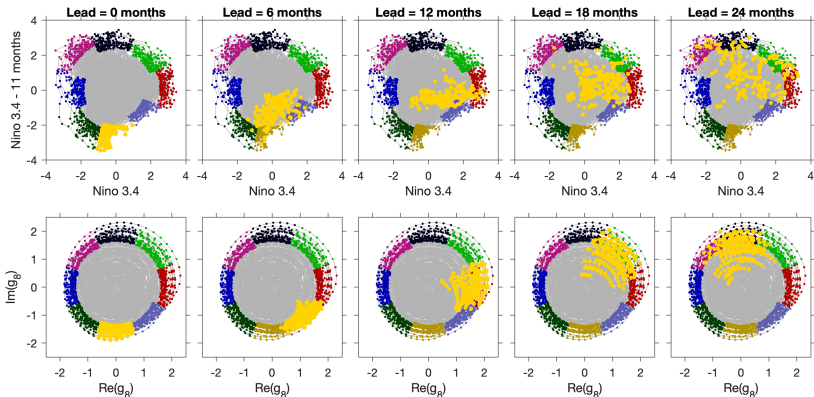 Lead = 0 months Lead = 6 months Lead = 12 months Lead = 18 months Lead = 24 months
Nino 3.4 - 11 months
4
2
0
-2
-4
-4 -2 0 2 4 -4 -2 0 2 4 -4 -2 0 2 4 -4 -2 0 2 4 -4 -2 0 2 4
Nino 3.4 Nino 3.4 Nino 3.4 Nino 3.4 Nino 3.4
Im(g8)
2
1
0
-1
-2
-2 -1 0 1 2 -2 -1 0 1 2 -2 -1 0 1 2 -2 -1 0 1 2 -2 -1 0 1 2
Re(g8) Re(g8) Re(g8) Re(g8) Re(g8)